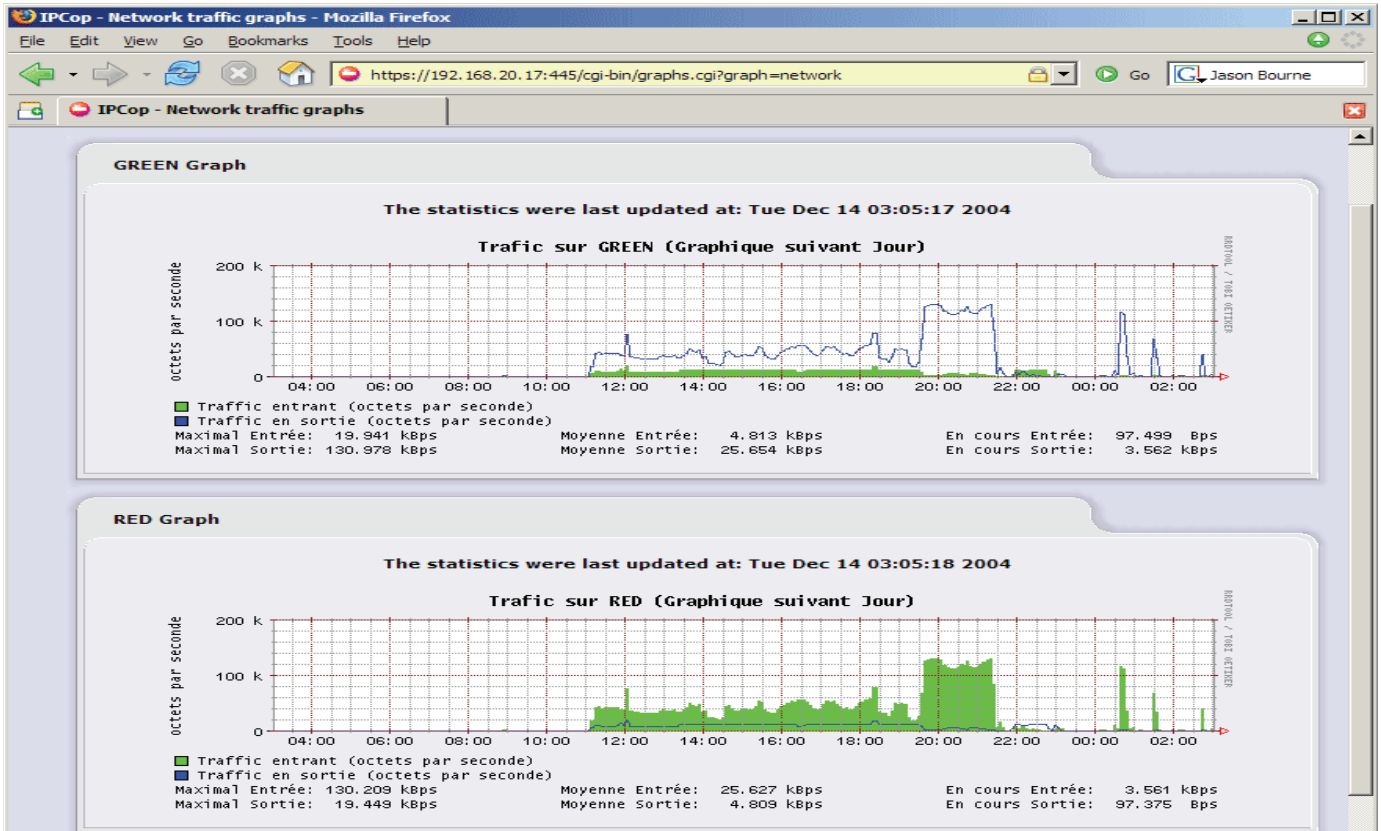 IPCop - Network traffic graphs - Mozilla Firefox
File Edit View Go Bookmarks Tools Help
https://192.168.20.17:445/cgi-bin/graphs.cgi?graph=network Go G Jason Bourne
IPCop - Network traffic graphs
GREEN Graph
The statistics were last updated at: Tue Dec 14 03:05:17 2004
Trafic sur GREEN (Graphique suivant Jour)
RRDTOOL / TOBI OETIKER
octets par seconde
200 k
100 k
0
04:00 06:00 08:00 10:00 12:00 14:00 16:00 18:00 20:00 22:00 00:00 02:00
Traffic entrant (octets par seconde)
Traffic en sortie (octets par seconde)
Maximal Entrée: 19.941 kBps Moyenne Entrée: 4.813 kBps En cours Entrée: 97.499 Bps
Maximal Sortie: 130.978 kBps Moyenne Sortie: 25.654 kBps En cours Sortie: 3.562 kBps
RED Graph
The statistics were last updated at: Tue Dec 14 03:05:18 2004
Trafic sur RED (Graphique suivant Jour)
RRDTOOL / TOBI OETIKER
octets par seconde
200 k
100 k
0
04:00 06:00 08:00 10:00 12:00 14:00 16:00 18:00 20:00 22:00 00:00 02:00
Traffic entrant (octets par seconde)
Traffic en sortie (octets par seconde)
Maximal Entrée: 130.209 kBps Moyenne Entrée: 25.627 kBps En cours Entrée: 3.561 kBps
Maximal Sortie: 19.449 kBps Moyenne Sortie: 4.809 kBps En cours Sortie: 97.375 Bps